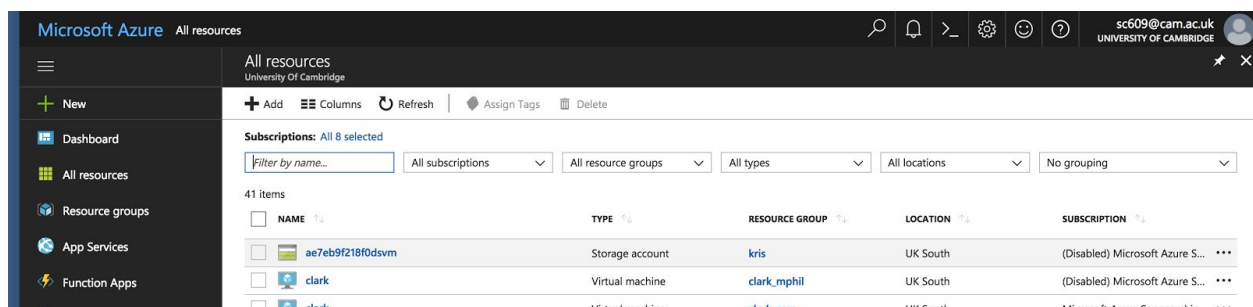 Microsoft Azure All resources
sc609@cam.ac.uk
UNIVERSITY OF CAMBRIDGE
All resources
University Of Cambridge
New
Dashboard
All resources
Resource groups
App Services
Function Apps
Add Columns Refresh Assign Tags Delete
Subscriptions: All 8 selected
Filter by name... All subscriptions All resource groups All types All locations No grouping
41 items
NAME TYPE RESOURCE GROUP LOCATION SUBSCRIPTION
ae7eb9f218f0dsvm Storage account kris UK South (Disabled) Microsoft Azure S...
clark Virtual machine clark_mphil UK South (Disabled) Microsoft Azure S...